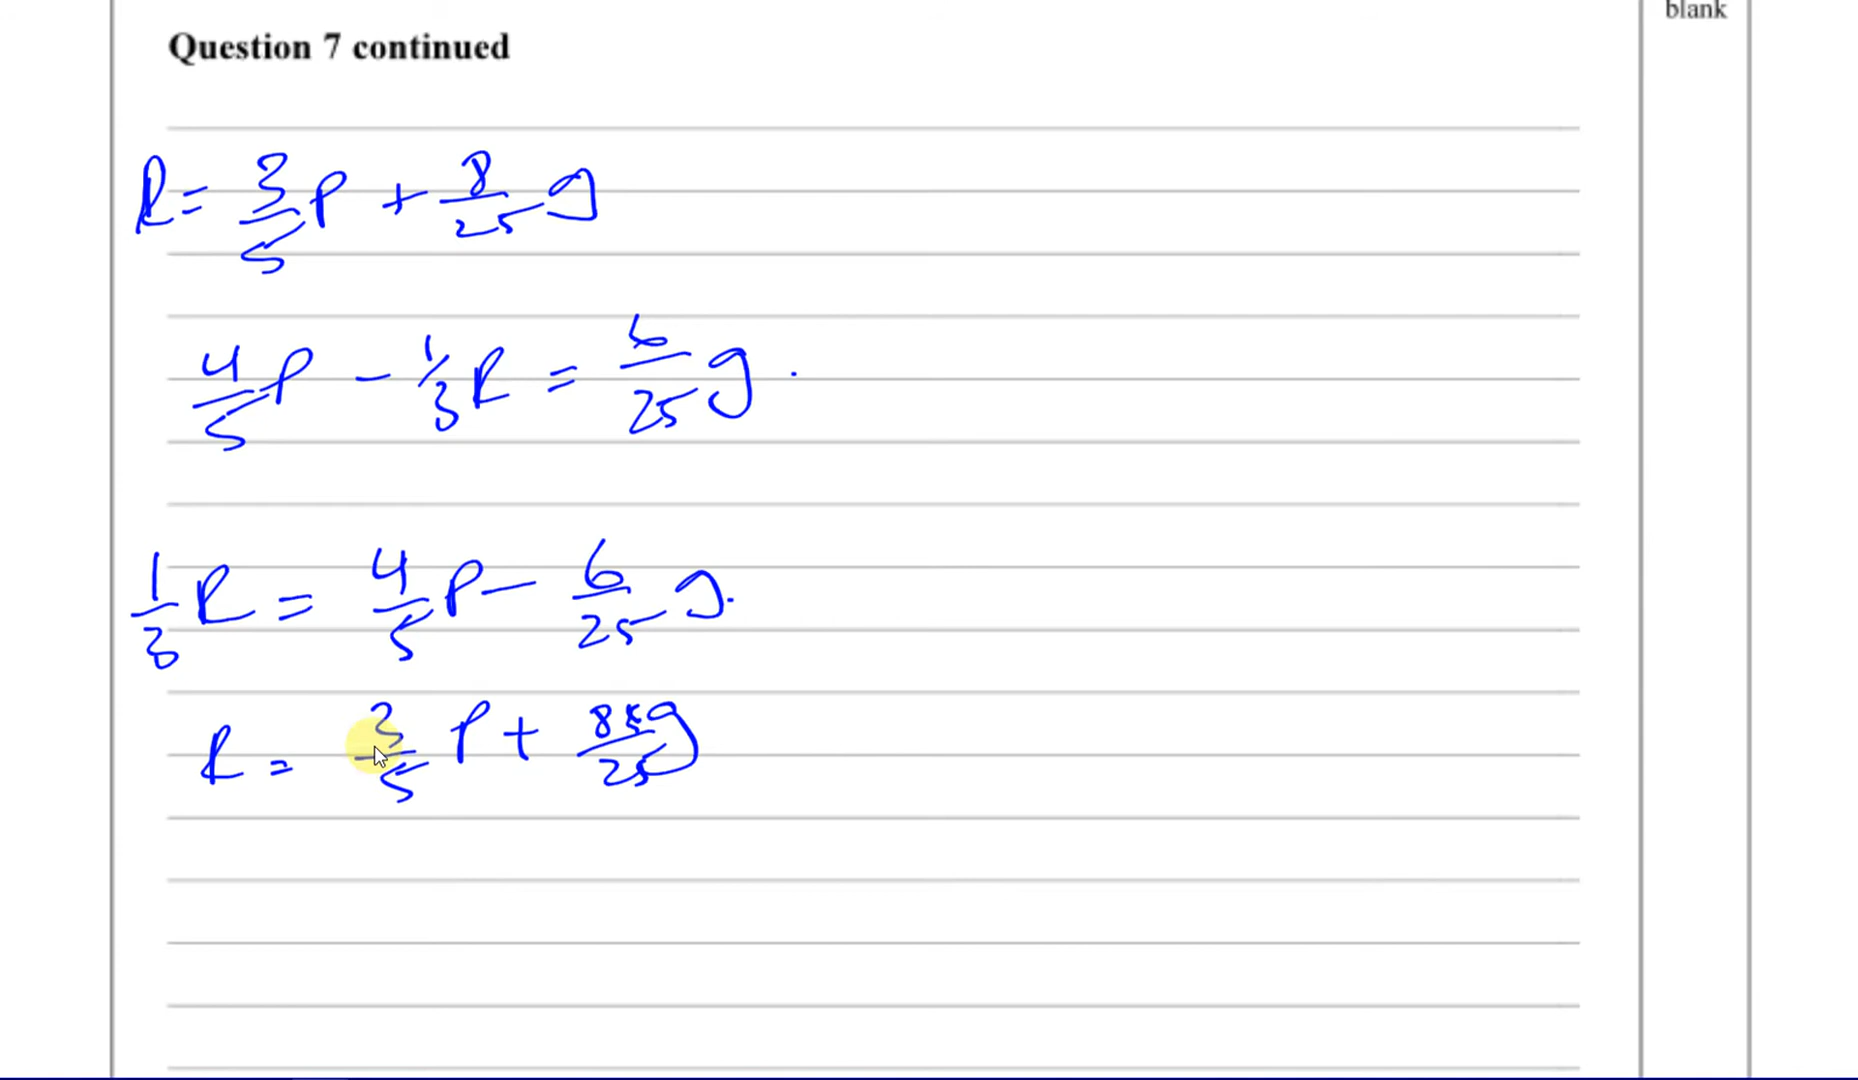 blank
Question 7 continued
R = 3/5 P + 8/25 g
4/5 P - 1/3 R = 6/25 g .
1/3 R = 4/5 P - 6/25 g .
R = 3/5 P + 8 g/25